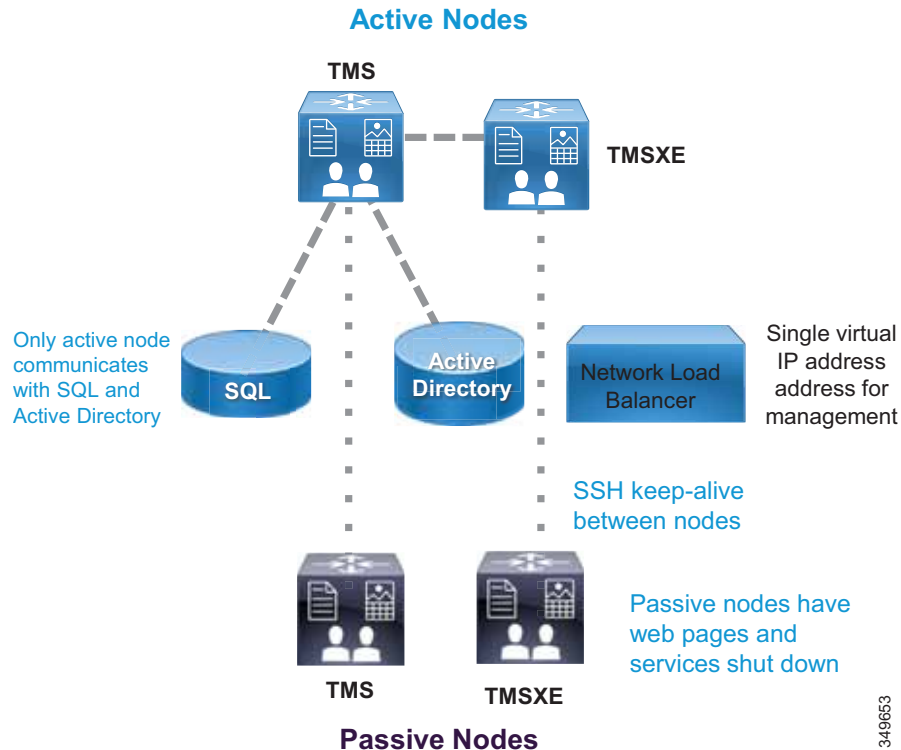 Active Nodes
TMS
TMSXE
Only active node
communicates
with SQL and
Active Directory
SQL
Active
Directory
Network Load
Balancer
Single virtual
IP address
address for
management
SSH keep-alive
between nodes
Passive nodes have
web pages and
services shut down
TMS
TMSXE
Passive Nodes
349653